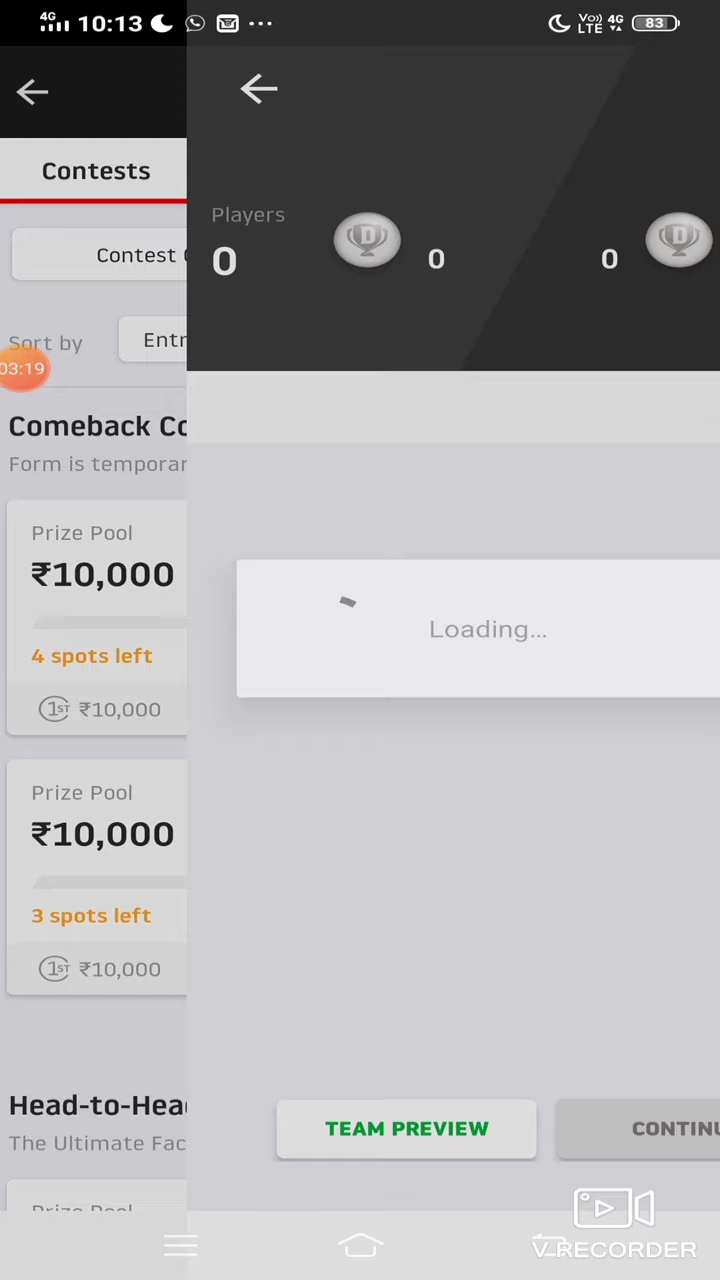 4G 10:13 Vo)) LTE 4G 83
Contests
Players
0 0 0
Contest
Sort by Entr
03:19
Comeback Co
Form is temporar
Prize Pool
₹10,000
Loading...
4 spots left
1ST ₹10,000
Prize Pool
₹10,000
3 spots left
1ST ₹10,000
Head-to-Hea
TEAM PREVIEW CONTINU
The Ultimate Fac
Prize Pool
V RECORDER